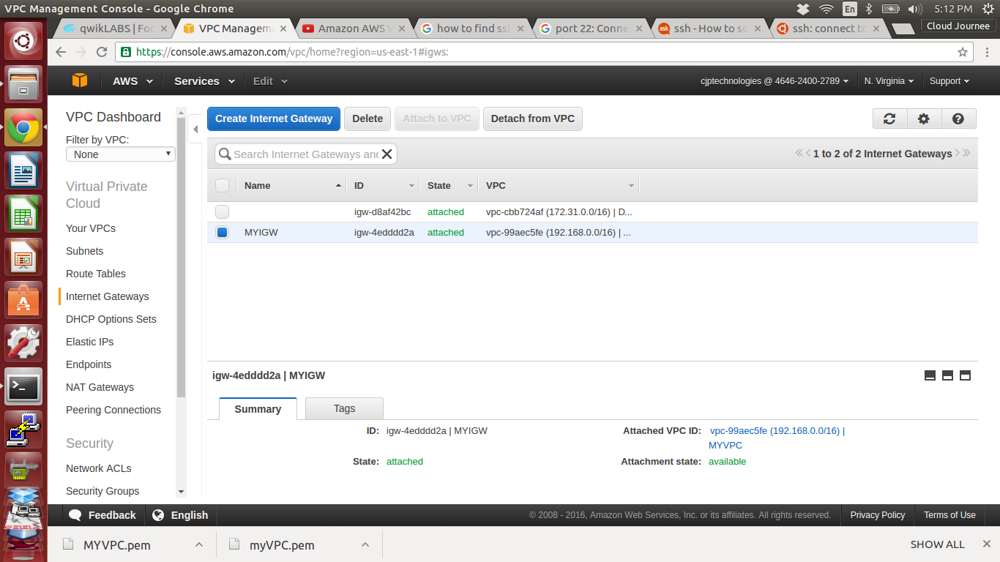 VPC Management Console - Google Chrome
En
5:12 PM
qwikLABS | Foc
VPC Managem
Amazon AWS V
how to find ssh
port 22: Conne
ask
ssh - How to so
ssh: connect to
Cloud Journee
https://console.aws.amazon.com/vpc/home?region=us-east-1#igws:
AWS
Services
Edit
cjptechnologies @ 4646-2400-2789
N. Virginia
Support
VPC Dashboard
Filter by VPC:
None
Virtual Private
Cloud
Your VPCs
Subnets
Route Tables
Internet Gateways
DHCP Options Sets
Elastic IPs
Endpoints
NAT Gateways
Peering Connections
Security
Network ACLs
Security Groups
Create Internet Gateway
Delete
Attach to VPC
Detach from VPC
Search Internet Gateways and
1 to 2 of 2 Internet Gateways
Name ID State VPC
igw-d8af42bc attached vpc-cbb724af (172.31.0.0/16) | D...
MYIGW igw-4edddd2a attached vpc-99aec5fe (192.168.0.0/16) | ...
igw-4edddd2a | MYIGW
Summary
Tags
ID: igw-4edddd2a | MYIGW
State: attached
Attached VPC ID: vpc-99aec5fe (192.168.0.0/16) |
MYVPC
Attachment state: available
Feedback
English
© 2008 - 2016, Amazon Web Services, Inc. or its affiliates. All rights reserved.
Privacy Policy
Terms of Use
MYVPC.pem
myVPC.pem
SHOW ALL